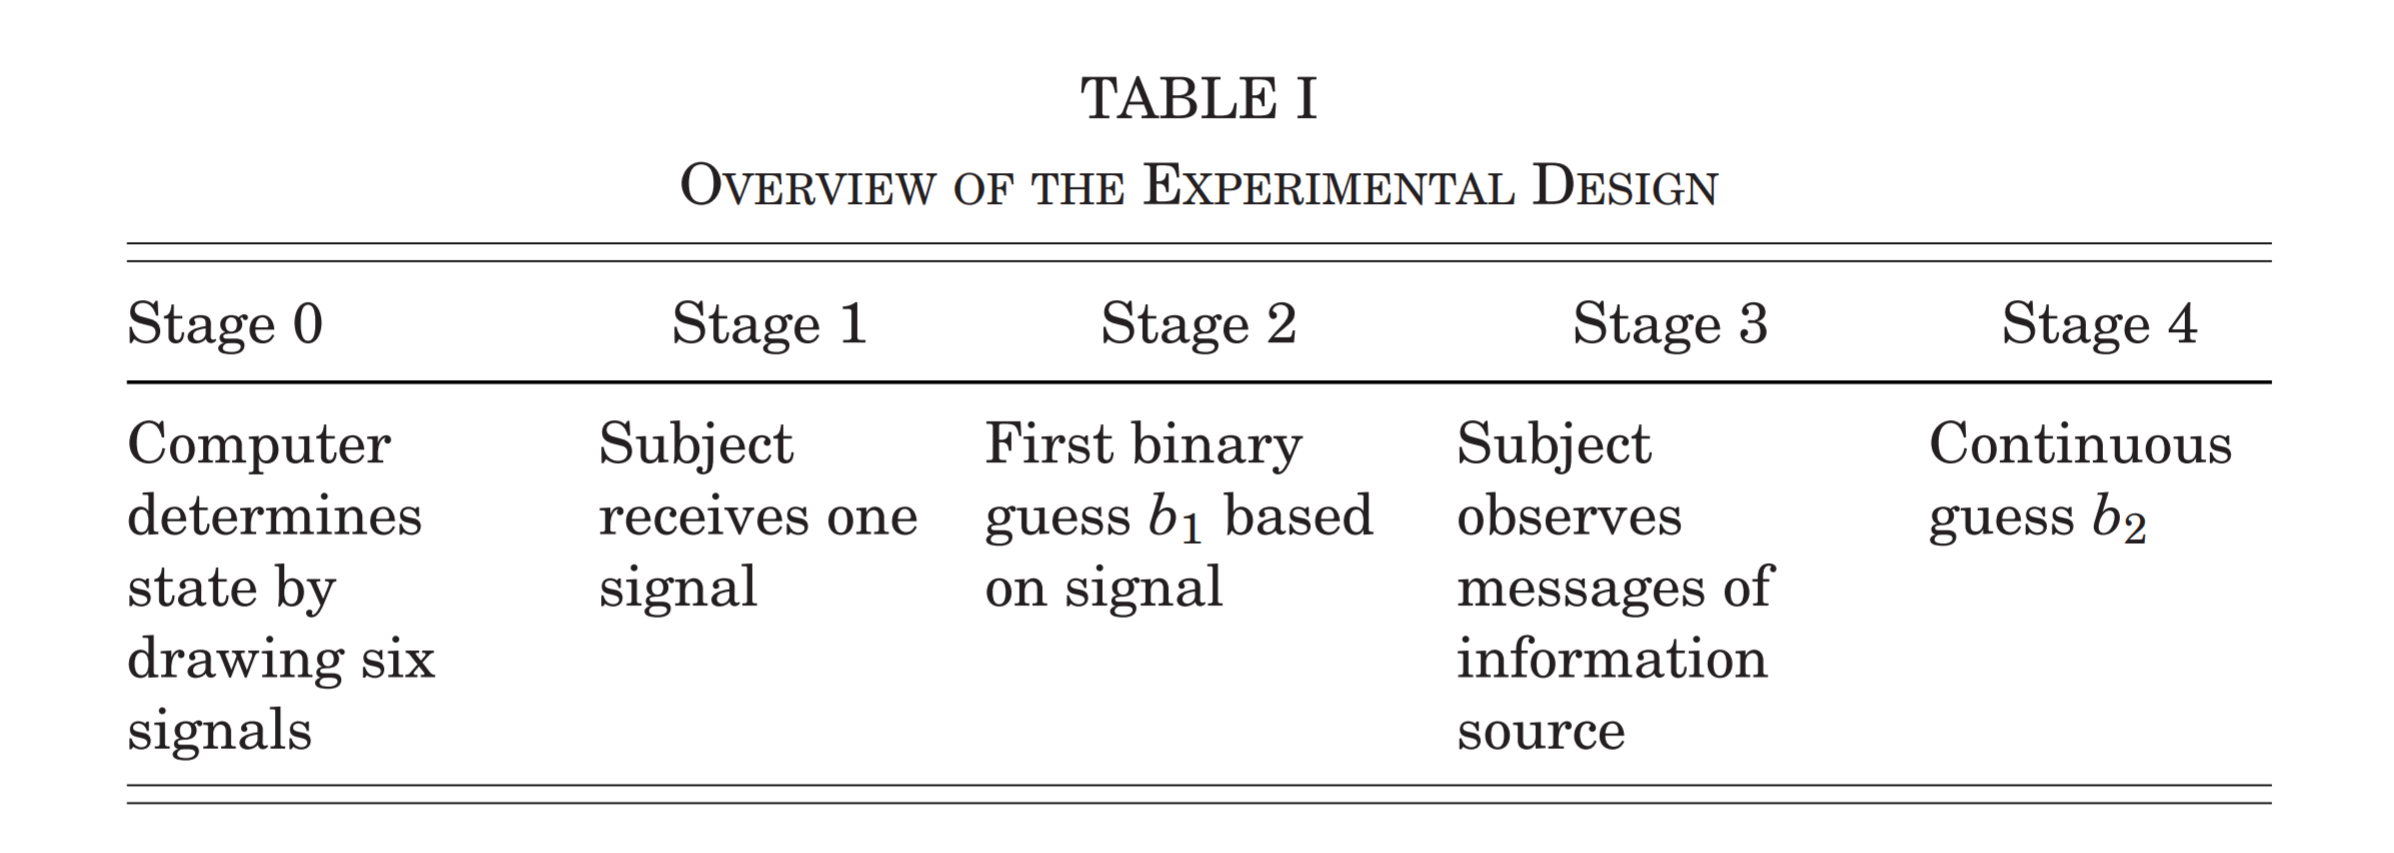 TABLE I
OVERVIEW OF THE EXPERIMENTAL DESIGN
Stage 0 Stage 1 Stage 2 Stage 3 Stage 4
Computer Subject First binary Subject Continuous
determines receives one guess b₁ based observes guess b₂
state by signal on signal messages of
drawing six information
signals source